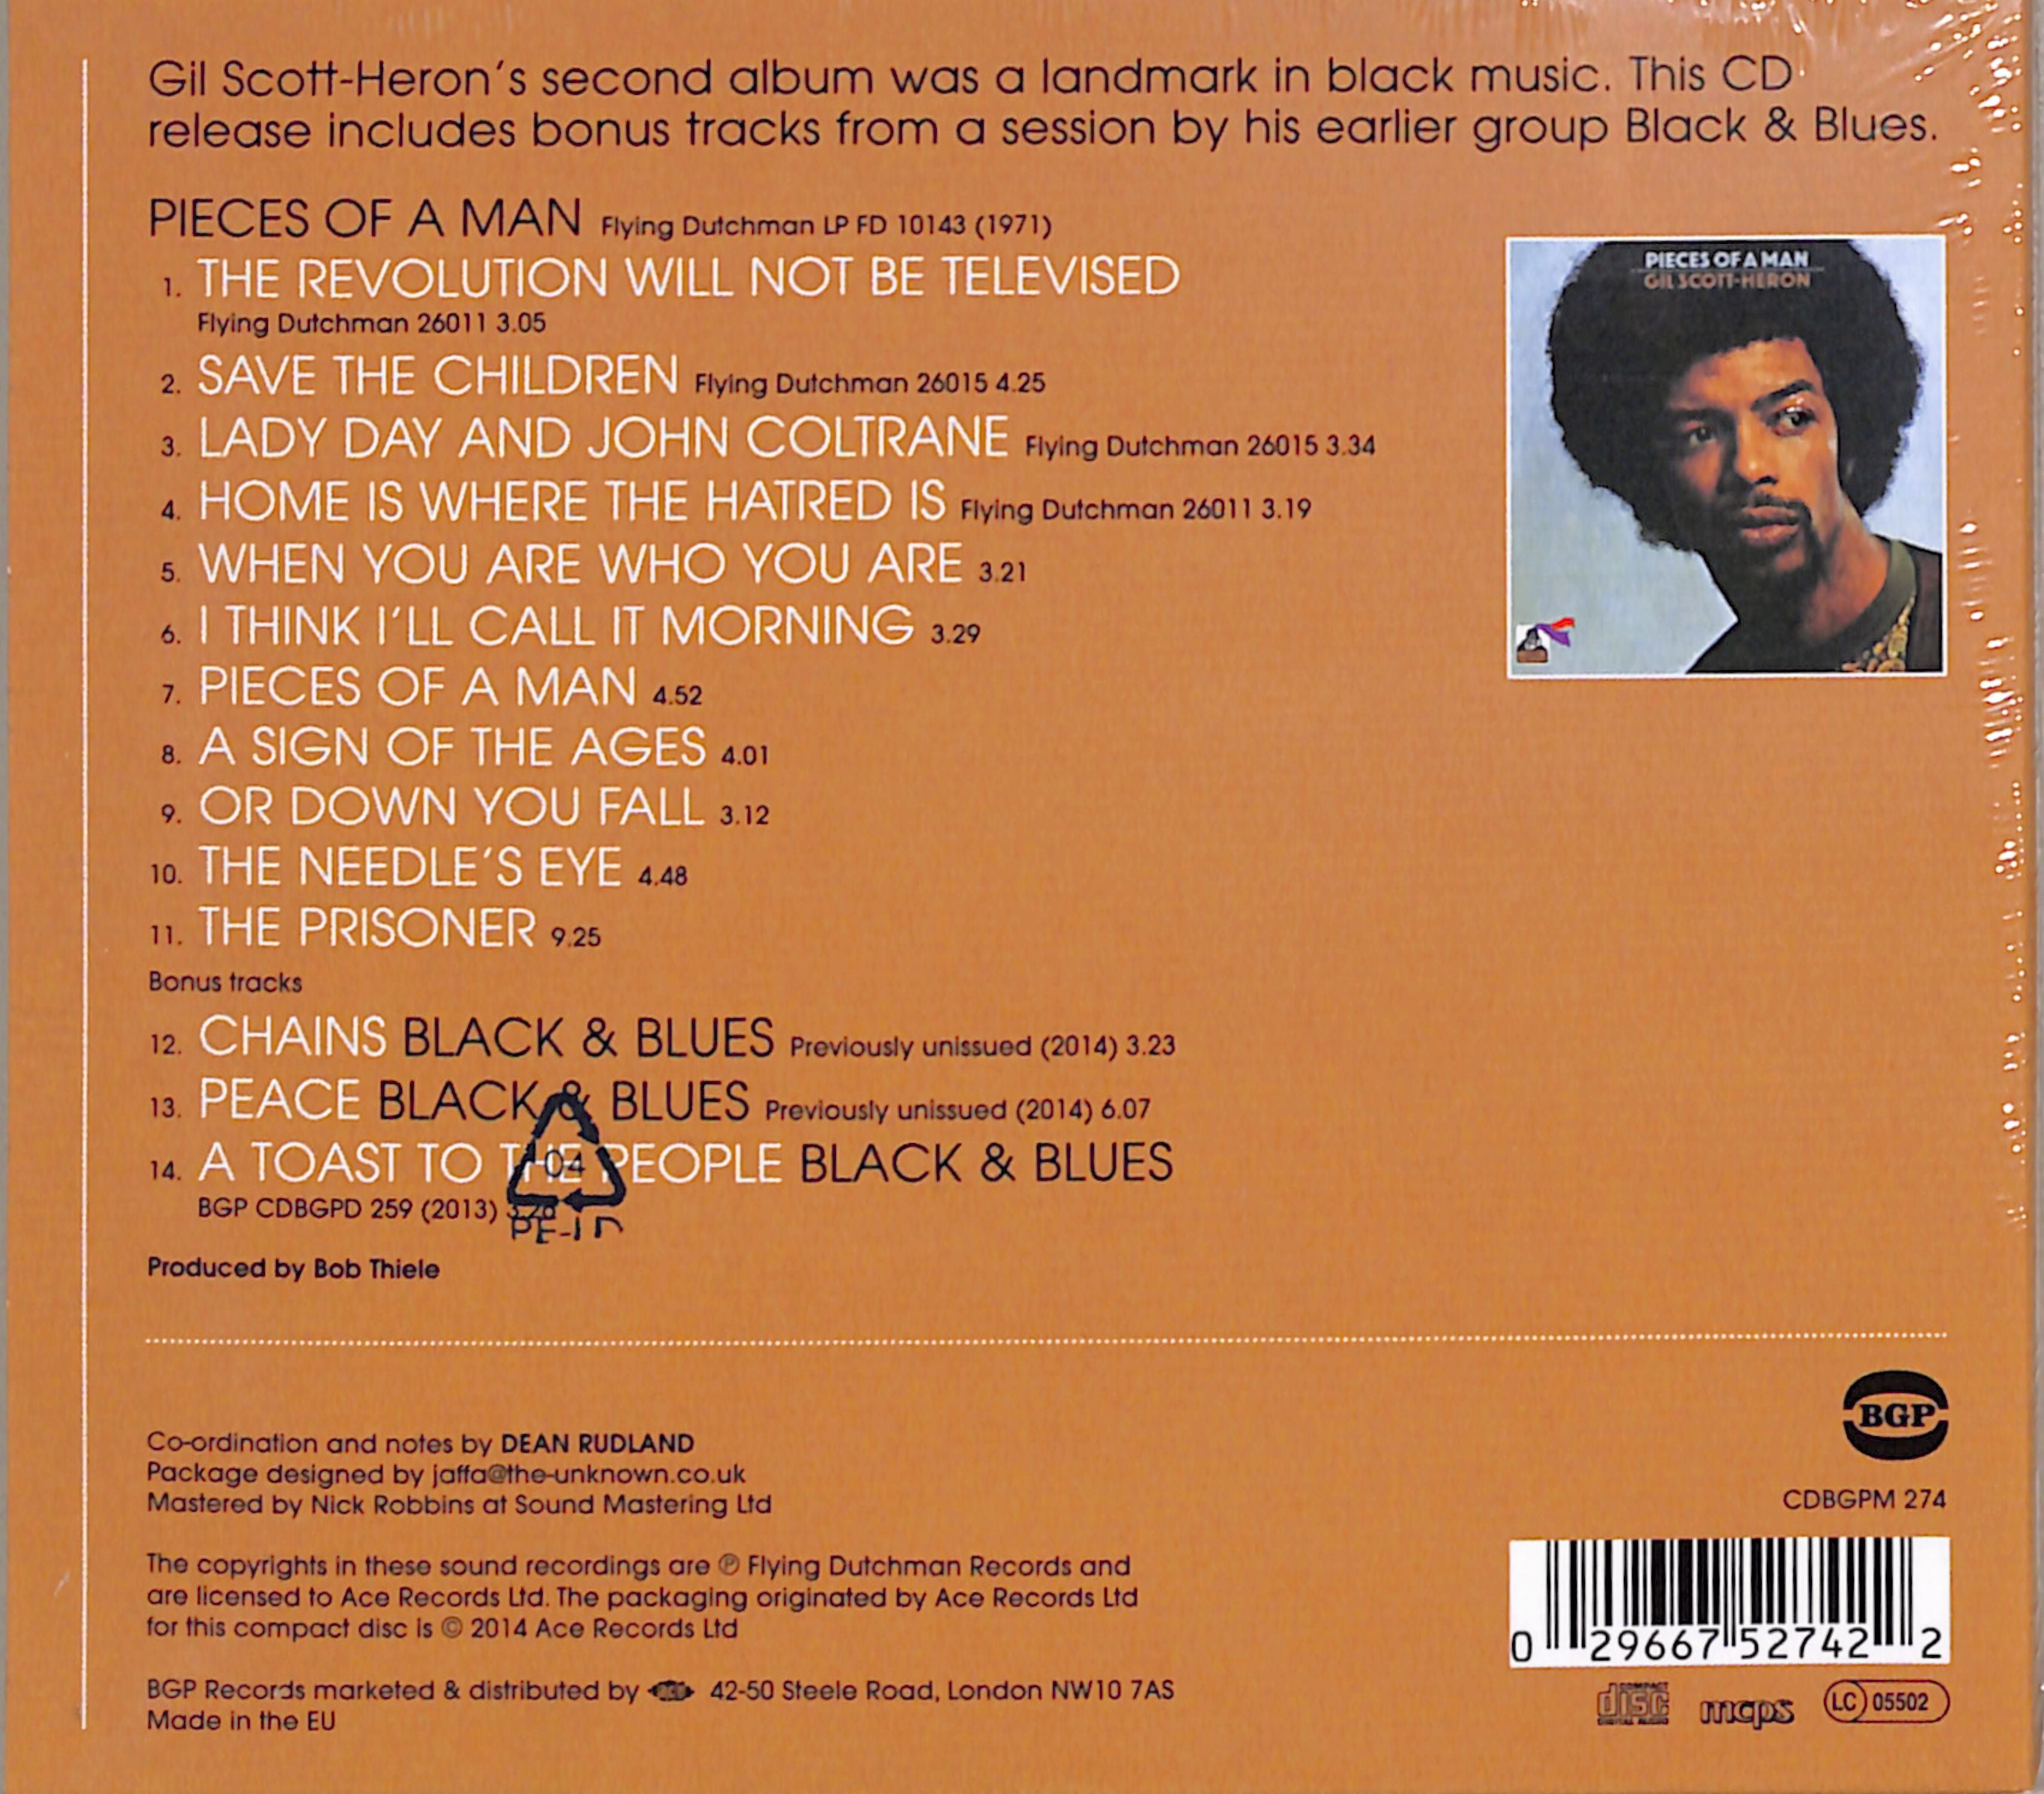 Gil Scott-Heron's second album was a landmark in black music. This CD
release includes bonus tracks from a session by his earlier group Black & Blues.
PIECES OF A MAN Flying Dutchman LP FD 10143 (1971)
1. THE REVOLUTION WILL NOT BE TELEVISED
Flying Dutchman 26011 3.05
2. SAVE THE CHILDREN Flying Dutchman 26015 4.25
3. LADY DAY AND JOHN COLTRANE Flying Dutchman 26015 3.34
4. HOME IS WHERE THE HATRED IS Flying Dutchman 26011 3.19
5. WHEN YOU ARE WHO YOU ARE 3.21
6. I THINK I'LL CALL IT MORNING 3.29
7. PIECES OF A MAN 4.52
8. A SIGN OF THE AGES 4.01
9. OR DOWN YOU FALL 3.12
10. THE NEEDLE'S EYE 4.48
11. THE PRISONER 9.25
Bonus tracks
12. CHAINS BLACK & BLUES Previously unissued (2014) 3.23
13. PEACE BLACK & BLUES Previously unissued (2014) 6.07
14. A TOAST TO THE PEOPLE BLACK & BLUES
04
BGP CDBGPD 259 (2013)
Produced by Bob Thiele
PIECES OF A MAN
GIL SCOTT-HERON
Co-ordination and notes by DEAN RUDLAND
Package designed by jaffa@the-unknown.co.uk
Mastered by Nick Robbins at Sound Mastering Ltd
The copyrights in these sound recordings are ℗ Flying Dutchman Records and
are licensed to Ace Records Ltd. The packaging originated by Ace Records Ltd
for this compact disc is © 2014 Ace Records Ltd
BGP Records marketed & distributed by 42-50 Steele Road, London NW10 7AS
Made in the EU
BGP
CDBGPM 274
0 29667 52742 2
COMPACT
disc
DIGITAL AUDIO
mcps
LC 05502